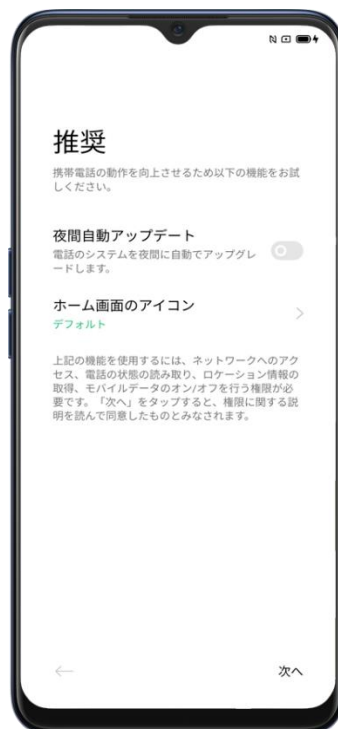 推奨
携帯電話の動作を向上させるため以下の機能をお試
しください。
夜間自動アップデート
電話のシステムを夜間に自動でアップグレ
ードします。
ホーム画面のアイコン
デフォルト
上記の機能を使用するには、ネットワークへのアク
セス、電話の状態の読み取り、ロケーション情報の
取得、モバイルデータのオン/オフを行う権限が必
要です。「次へ」をタップすると、権限に関する説
明を読んで同意したものとみなされます。
次へ